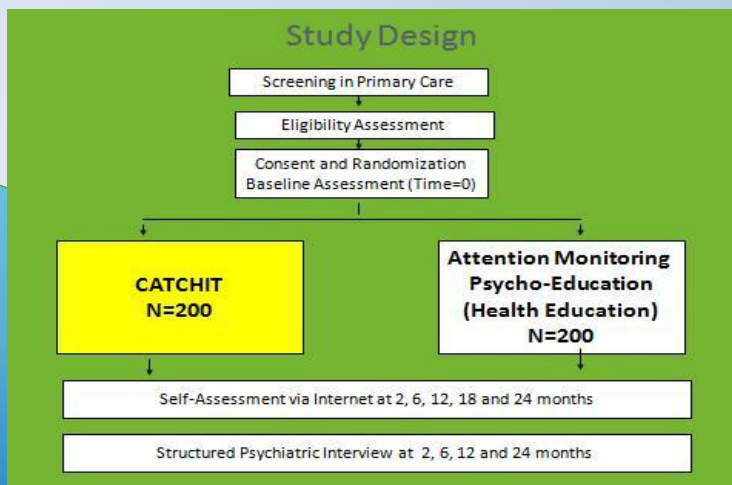 Study Design
Screening in Primary Care
Eligibility Assessment
Consent and Randomization
Baseline Assessment (Time=0)
CATCHIT
N=200
Attention Monitoring
Psycho-Education
(Health Education)
N=200
Self-Assessment via Internet at 2, 6, 12, 18 and 24 months
Structured Psychiatric Interview at 2, 6, 12 and 24 months